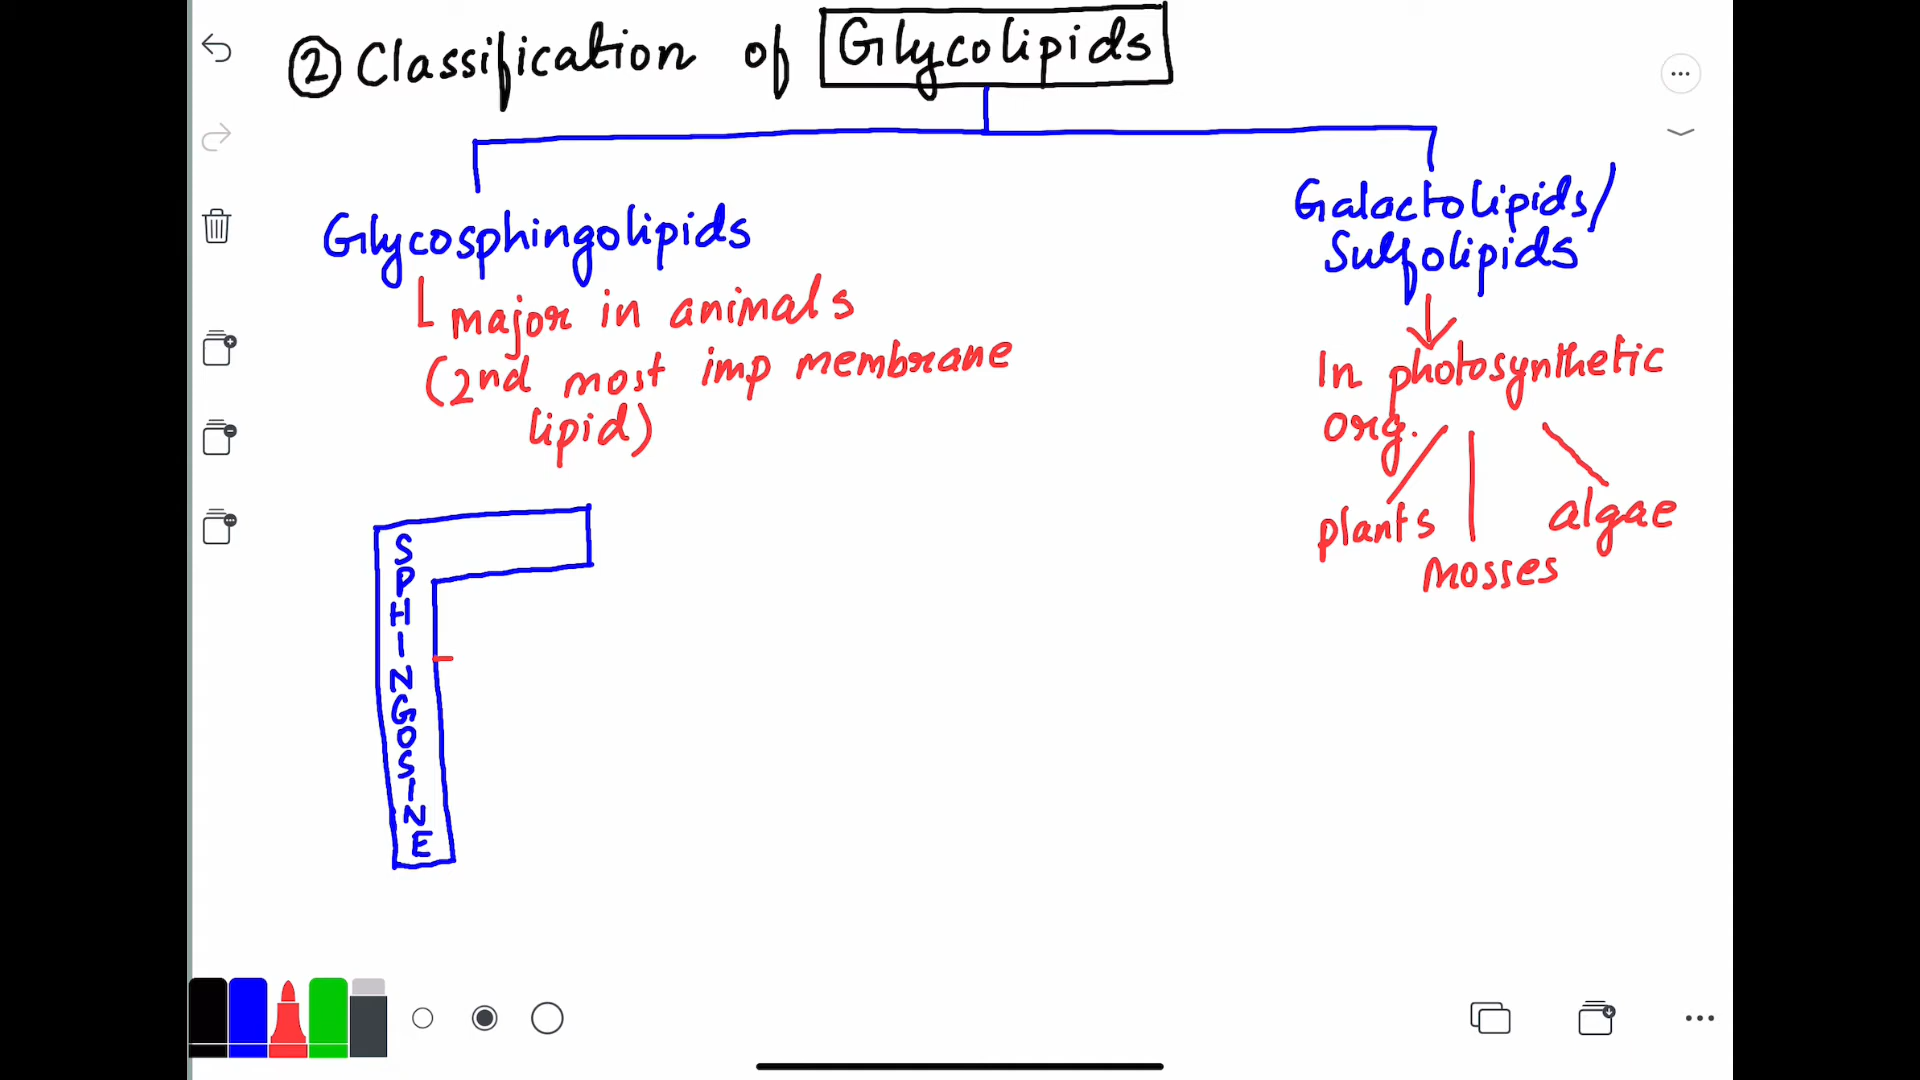 ② Classification of Glycolipids
Glycosphingolipids
major in animals
(2nd most imp membrane
lipid)
Galactolipids/
Sulfolipids
In photosynthetic
org.
plants
mosses
algae
SPHINGOSINE